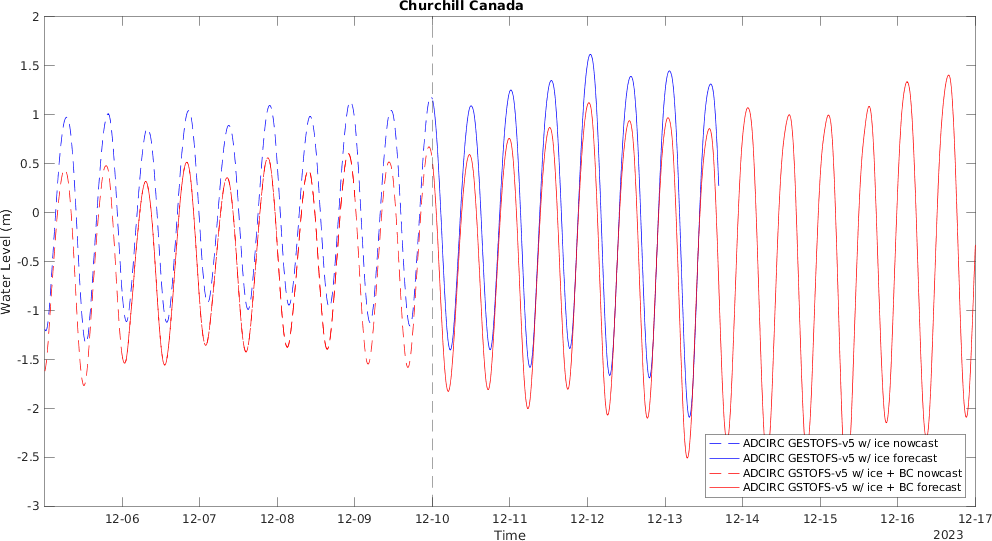 Churchill Canada
2
1.5
1
0.5
0
-0.5
-1
-1.5
-2
-2.5
-3
Water Level (m)
12-06 12-07 12-08 12-09 12-10 12-11 12-12 12-13 12-14 12-15 12-16 12-17
Time
2023
ADCIRC GESTOFS-v5 w/ ice nowcast
ADCIRC GESTOFS-v5 w/ ice forecast
ADCIRC GSTOFS-v5 w/ ice + BC nowcast
ADCIRC GSTOFS-v5 w/ ice + BC forecast